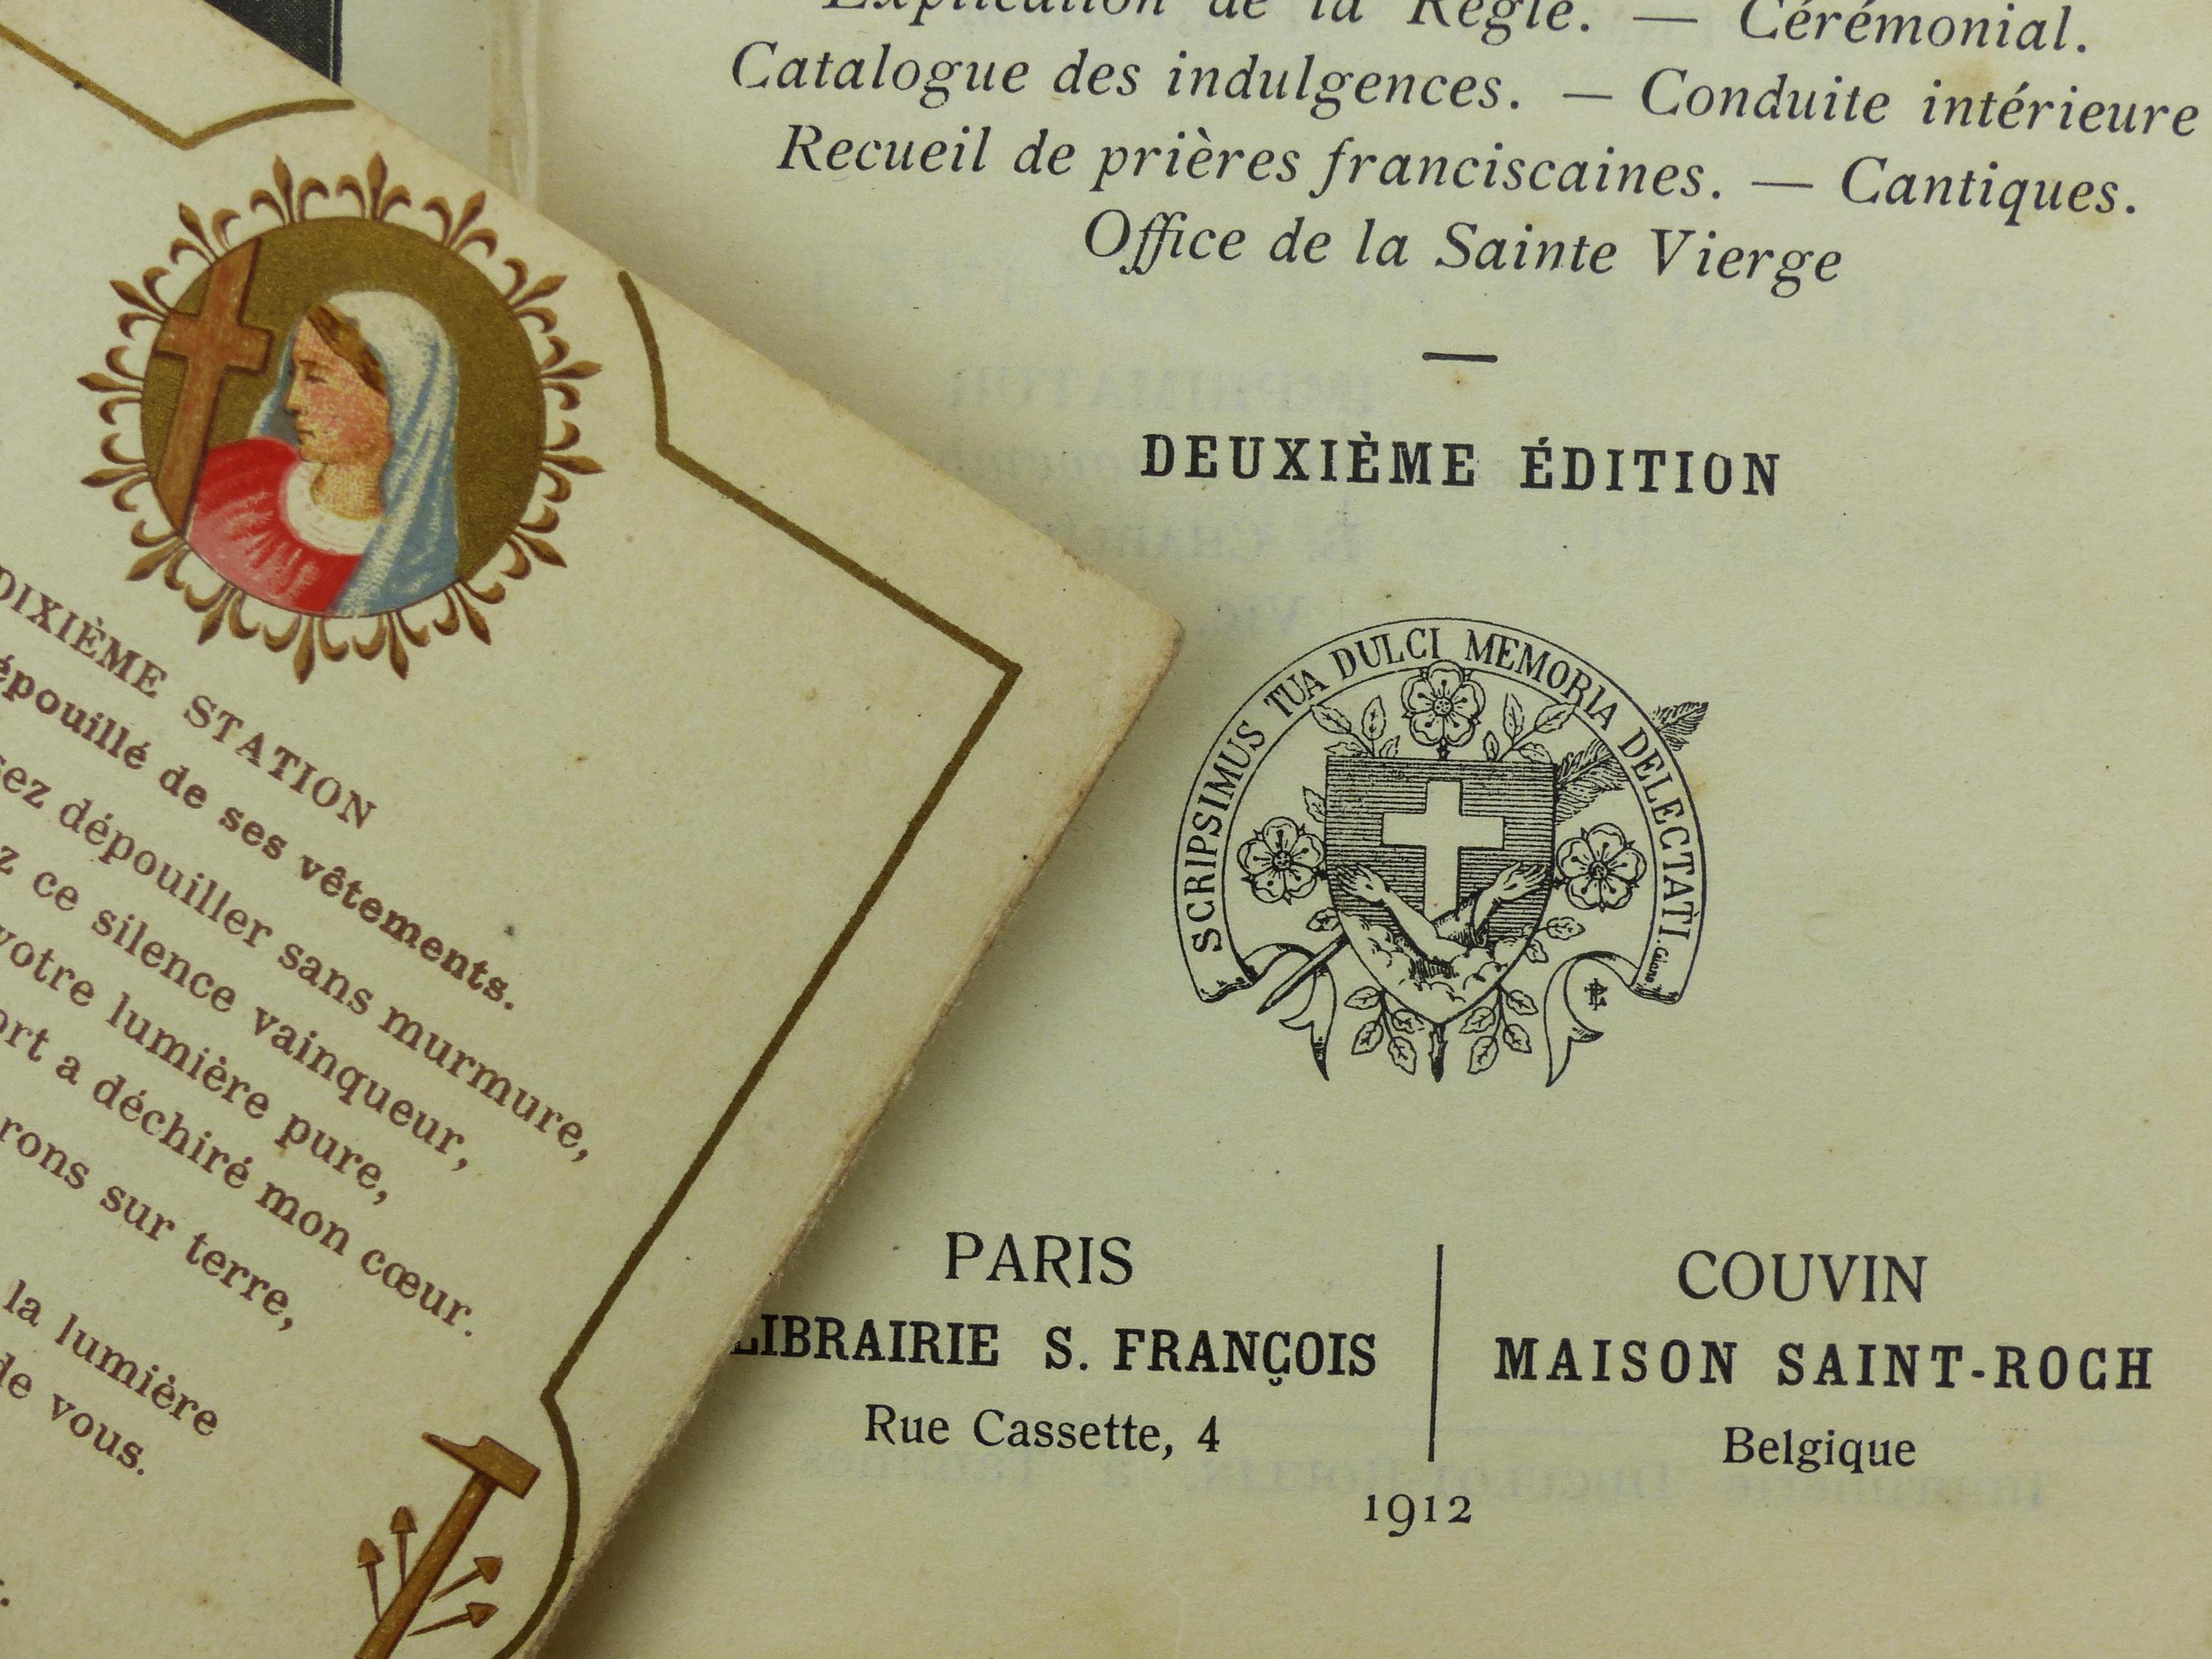 Explication de la Règle. — Cérémonial.
Catalogue des indulgences. — Conduite intérieure
Recueil de prières franciscaines. — Cantiques.
Office de la Sainte Vierge
DEUXIÈME ÉDITION
SCRIPSIMUS TUA DULCI MEMORIA DELECTATI.
PARIS
LIBRAIRIE S. FRANÇOIS
Rue Cassette, 4
COUVIN
MAISON SAINT-ROCH
Belgique
1912
DIXIÈME STATION
épouillé de ses vêtements.
ez dépouiller sans murmure,
z ce silence vainqueur,
votre lumière pure,
ort a déchiré mon cœur.
rons sur terre,
la lumière
de vous.